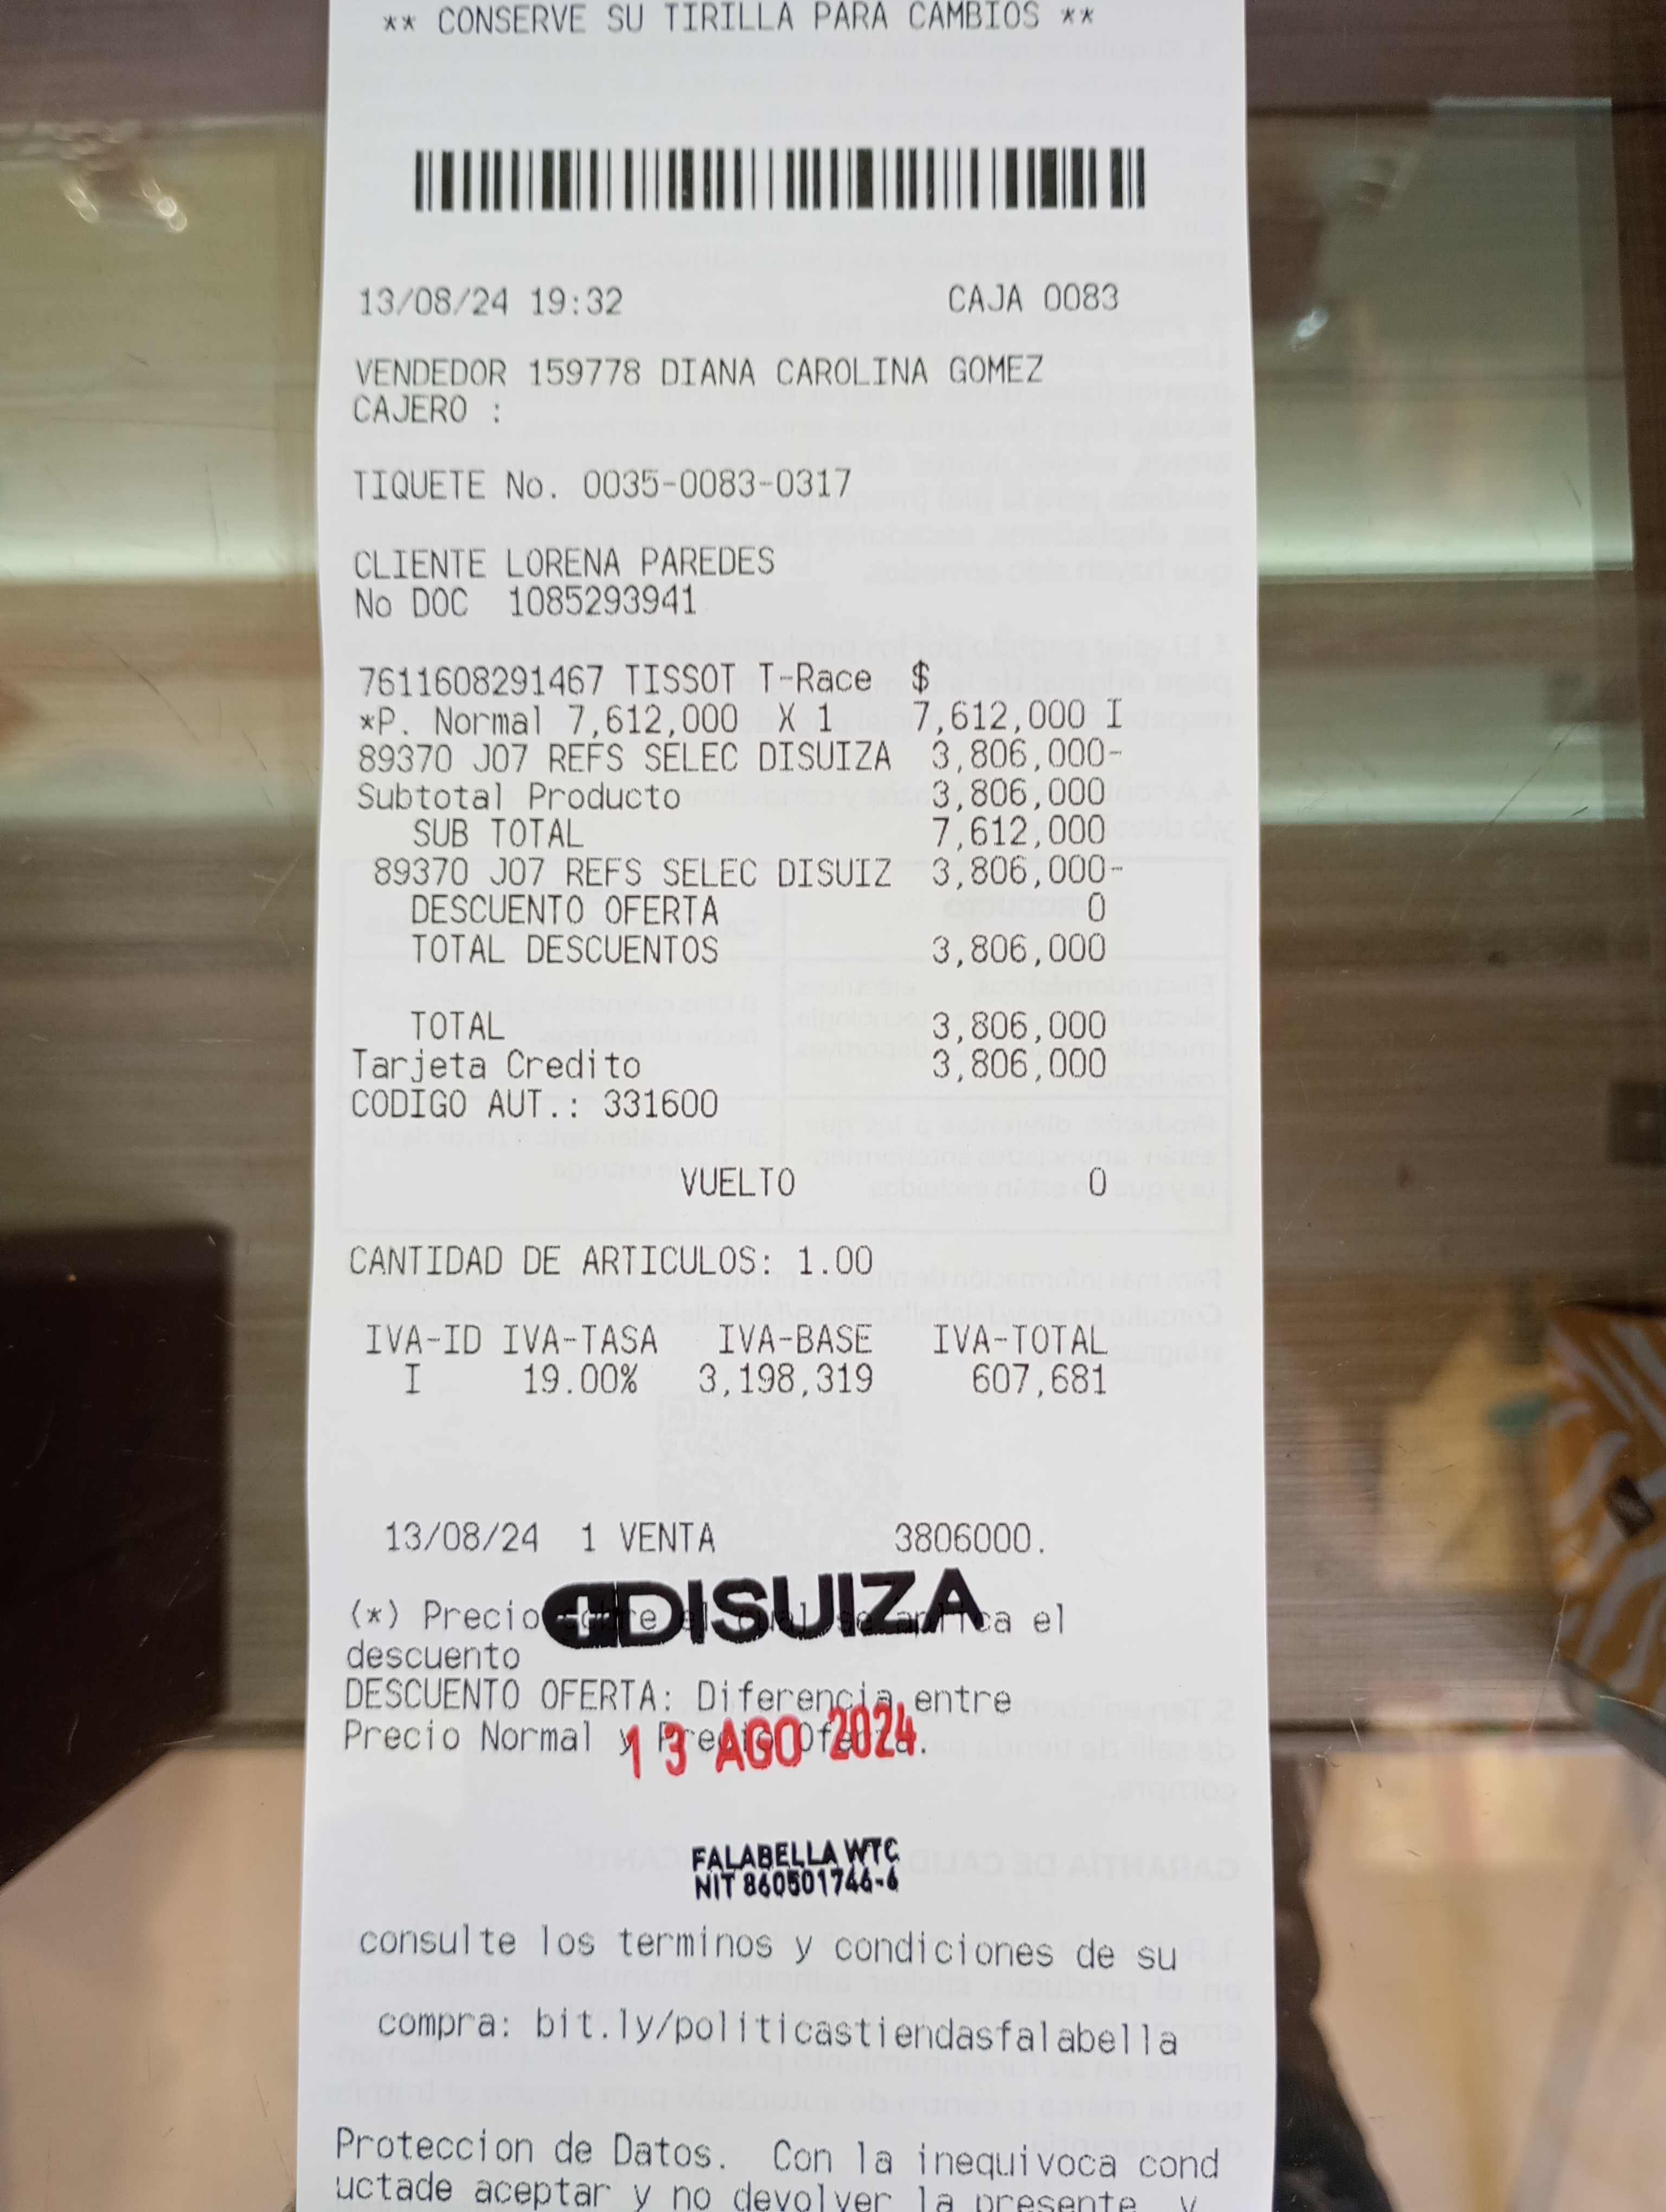 ** CONSERVE SU TIRILLA PARA CAMBIOS **
13/08/24 19:32 CAJA 0083
VENDEDOR 159778 DIANA CAROLINA GOMEZ
CAJERO :
TIQUETE No. 0035-0083-0317
CLIENTE LORENA PAREDES
No DOC 1085293941
7611608291467 TISSOT T-Race $
*P. Normal 7,612,000 X 1 7,612,000 I
89370 J07 REFS SELEC DISUIZA 3,806,000-
Subtotal Producto 3,806,000
SUB TOTAL 7,612,000
89370 J07 REFS SELEC DISUIZ 3,806,000-
DESCUENTO OFERTA 0
TOTAL DESCUENTOS 3,806,000
TOTAL 3,806,000
Tarjeta Credito 3,806,000
CODIGO AUT.: 331600
VUELTO 0
CANTIDAD DE ARTICULOS: 1.00
IVA-ID IVA-TASA IVA-BASE IVA-TOTAL
I 19.00% 3,198,319 607,681
13/08/24 1 VENTA 3806000.
DISUIZA
(*) Precio sobre el cual se aplica el
descuento
DESCUENTO OFERTA: Diferencia entre
Precio Normal y Precio Oferta.
13 AGO 2024
FALABELLA WTC
NIT 860501746-6
consulte los terminos y condiciones de su
compra: bit.ly/politicastiendasfalabella
Proteccion de Datos. Con la inequivoca cond
uctade aceptar y no devolver la presente, y